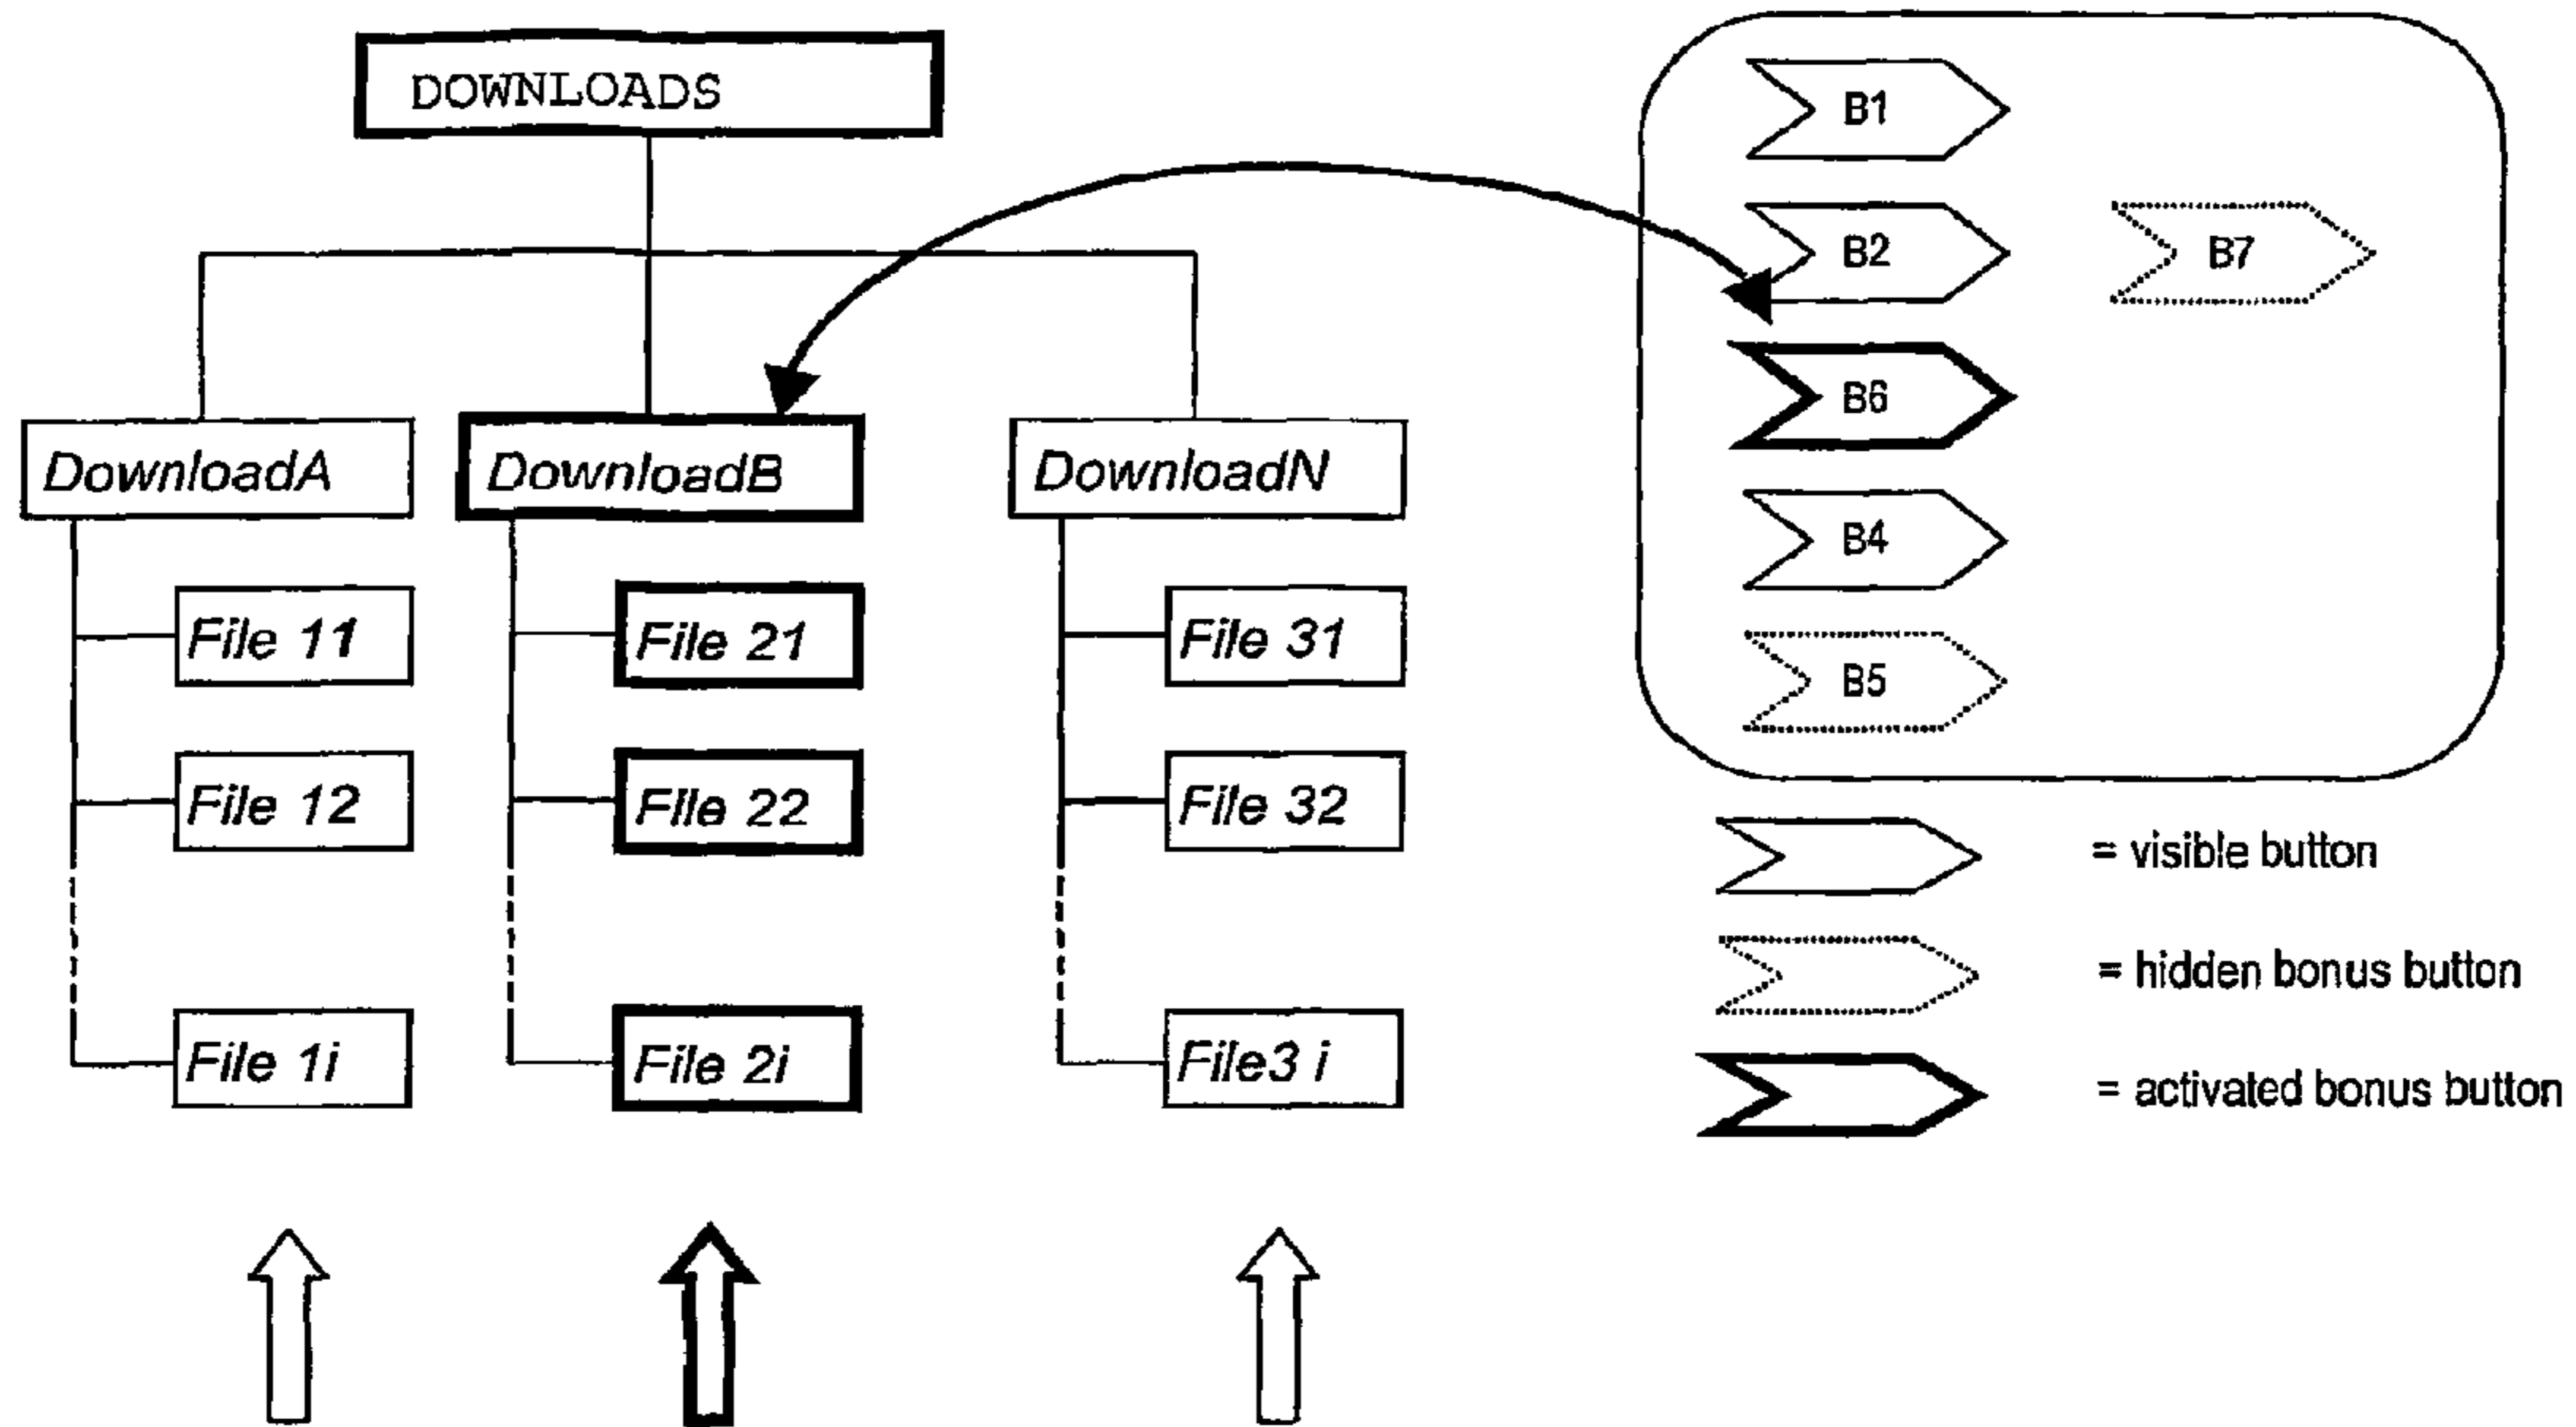 DOWNLOADS
DownloadA
File 11
File 12
File 1i
DownloadB
File 21
File 22
File 2i
DownloadN
File 31
File 32
File3 i
B1
B2
B7
B6
B4
B5
= visible button
= hidden bonus button
= activated bonus button